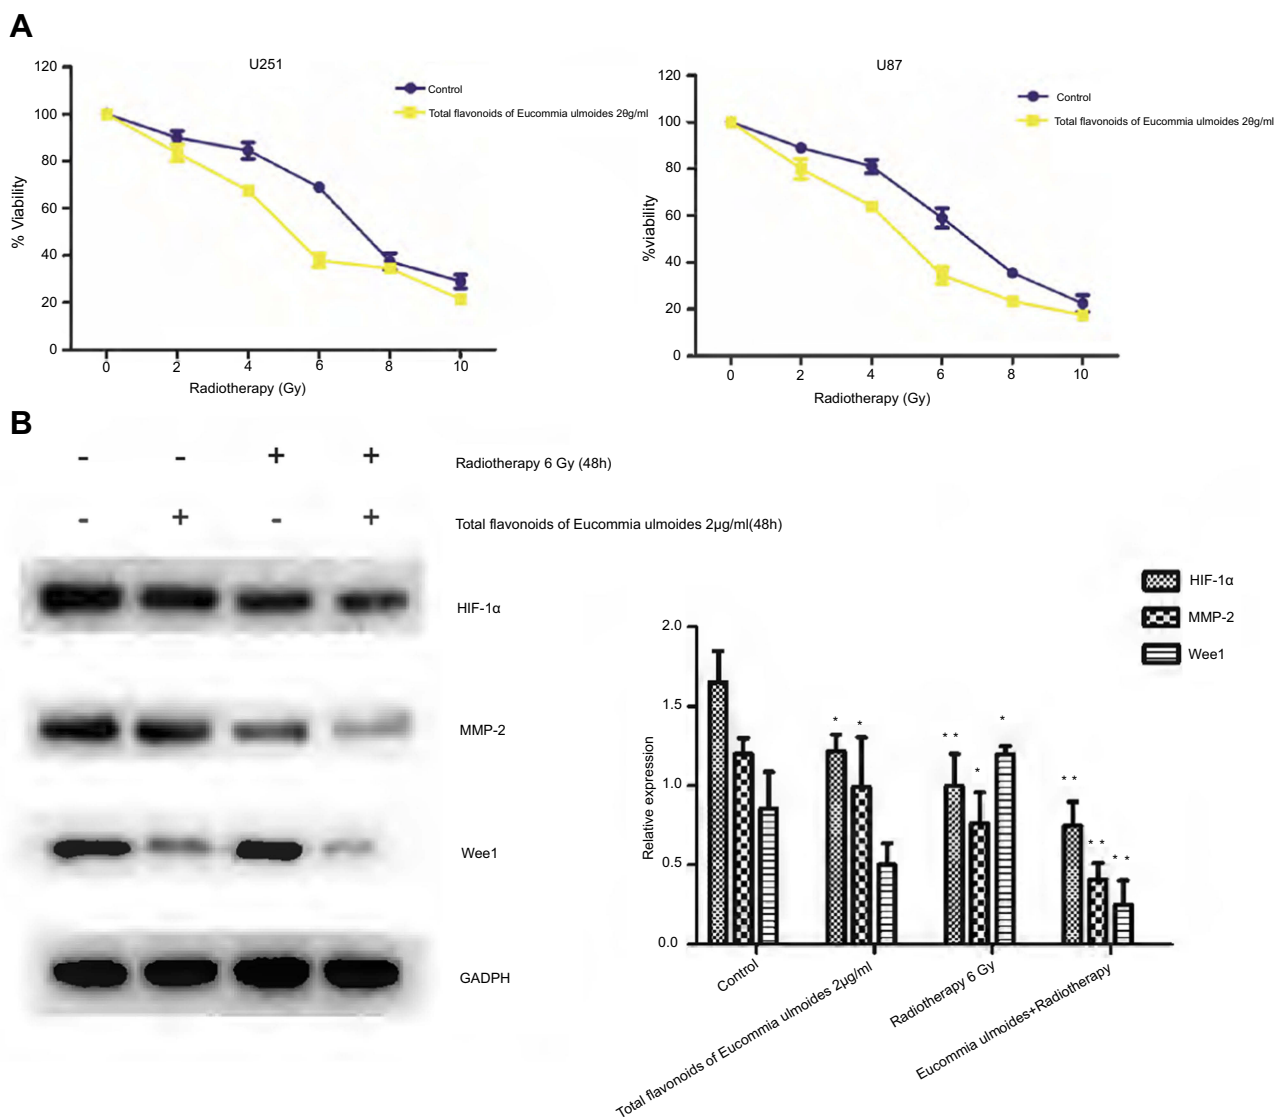 A
U251
120
100
80
60
40
20
0
% Viability
0 2 4 6 8 10
Radiotherapy (Gy)
Control
Total flavonoids of Eucommia ulmoides 2θg/ml
U87
120
100
80
60
40
20
0
%viability
0 2 4 6 8 10
Radiotherapy (Gy)
Control
Total flavonoids of Eucommia ulmoides 2θg/ml
B
- - + + Radiotherapy 6 Gy (48h)
- + - + Total flavonoids of Eucommia ulmoides 2μg/ml(48h)
HIF-1α
MMP-2
Wee1
GADPH
HIF-1α
MMP-2
Wee1
2.0
1.5
1.0
0.5
0.0
Relative expression
* *
* * * *
* * * * * *
Control
Total flavonoids of Eucommia ulmoides 2μg/ml
Radiotherapy 6 Gy
Eucommia ulmoides+Radiotherapy